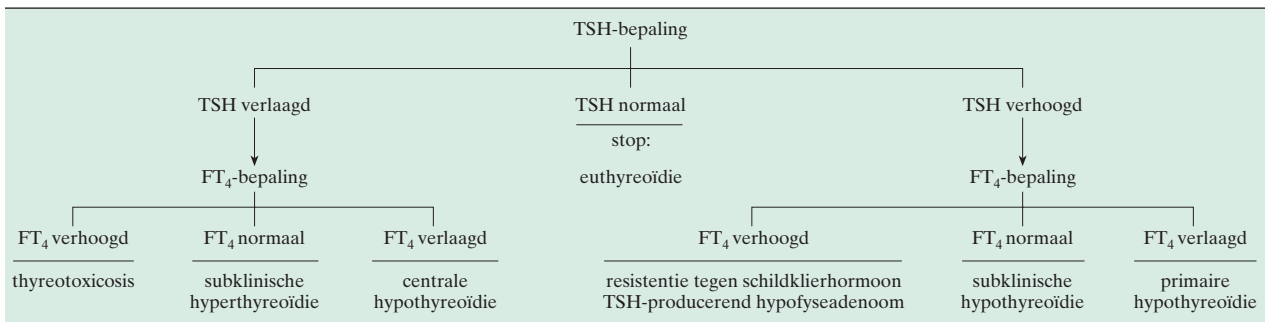 TSH-bepaling
TSH verlaagd
TSH normaal
TSH verhoogd
stop:
FT₄-bepaling
euthyreoïdie
FT₄-bepaling
FT₄ verhoogd
FT₄ normaal
FT₄ verlaagd
FT₄ verhoogd
FT₄ normaal
FT₄ verlaagd
thyreotoxicosis
subklinische
hyperthyreoïdie
centrale
hypothyreoïdie
resistentie tegen schildklierhormoon
TSH-producerend hypofyseadenoom
subklinische
hypothyreoïdie
primaire
hypothyreoïdie